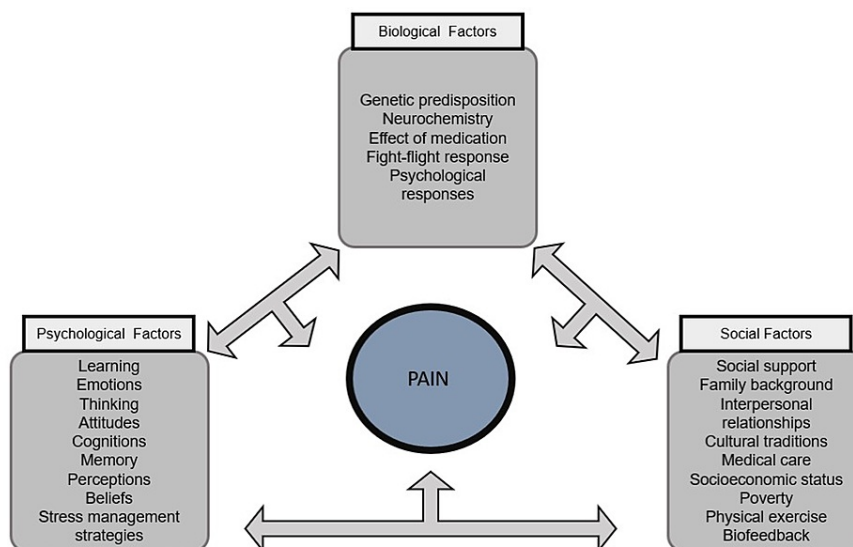 Biological Factors
Genetic predisposition
Neurochemistry
Effect of medication
Fight-flight response
Psychological
responses
Psychological Factors
Learning
Emotions
Thinking
Attitudes
Cognitions
Memory
Perceptions
Beliefs
Stress management
strategies
PAIN
Social Factors
Social support
Family background
Interpersonal
relationships
Cultural traditions
Medical care
Socioeconomic status
Poverty
Physical exercise
Biofeedback